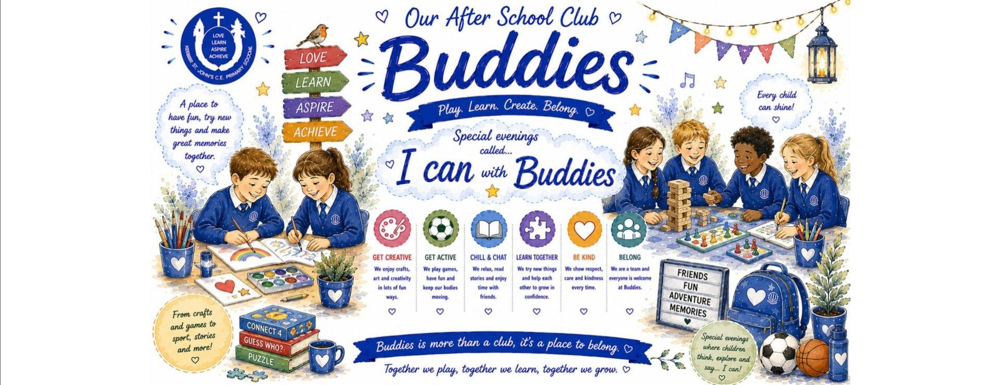 LOVE
LEARN
ASPIRE
ACHIEVE
ST. JOHN'S C.E. PRIMARY
Our After School Club
Buddies
Play. Learn. Create. Belong.
LOVE
LEARN
ASPIRE
ACHIEVE
A place to
have fun, try new
things and make
great memories
together.
Special evenings
called...
I can with Buddies
Every child
can shine!
GET CREATIVE
We enjoy crafts,
art and creativity
in lots of fun
ways.
GET ACTIVE
We play games,
have fun and
keep our bodies
moving.
CHILL & CHAT
We relax, read
stories and enjoy
time with
friends.
LEARN TOGETHER
We try new things
and help each
other to grow in
confidence.
BE KIND
We show respect,
care and kindness
every time.
BELONG
We are a team and
everyone is welcome
at Buddies.
FRIENDS
FUN
ADVENTURE
MEMORIES
From crafts
and games to
sport, stories
and more!
CONNECT 4
GUESS WHO?
PUZZLE
Buddies is more than a club, it's a place to belong.
Together we play, together we learn, together we grow.
Special evenings
where children
think, explore and
say... I can!